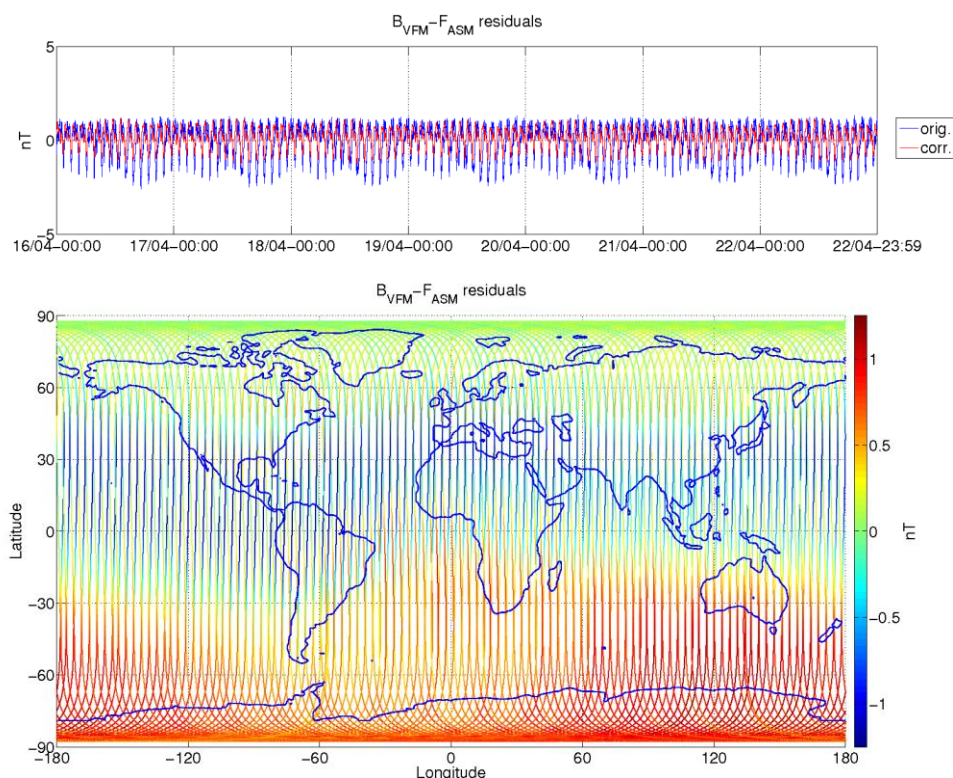 B_VFM−F_ASM residuals
5
0
−5
nT
16/04−00:00 17/04−00:00 18/04−00:00 19/04−00:00 20/04−00:00 21/04−00:00 22/04−00:00 22/04−23:59
orig.
corr.
B_VFM−F_ASM residuals
90
60
30
0
−30
−60
−90
Latitude
−180 −120 −60 0 60 120 180
Longitude
1
0.5
0
−0.5
−1
nT